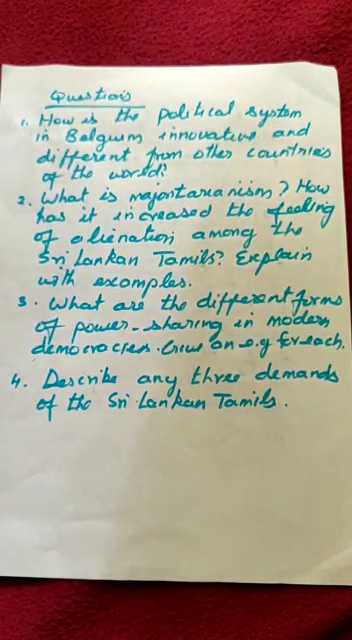 Questions
1. How is the political system
in Belgium innovative and
different from other countries
of the world?
2. What is majoritarianism? How
has it increased the feeling
of alienation among the
Sri Lankan Tamils? Explain
with examples.
3. What are the different forms
of power-sharing in modern
democracies. Give an e.g for each.
4. Describe any three demands
of the Sri Lankan Tamils.